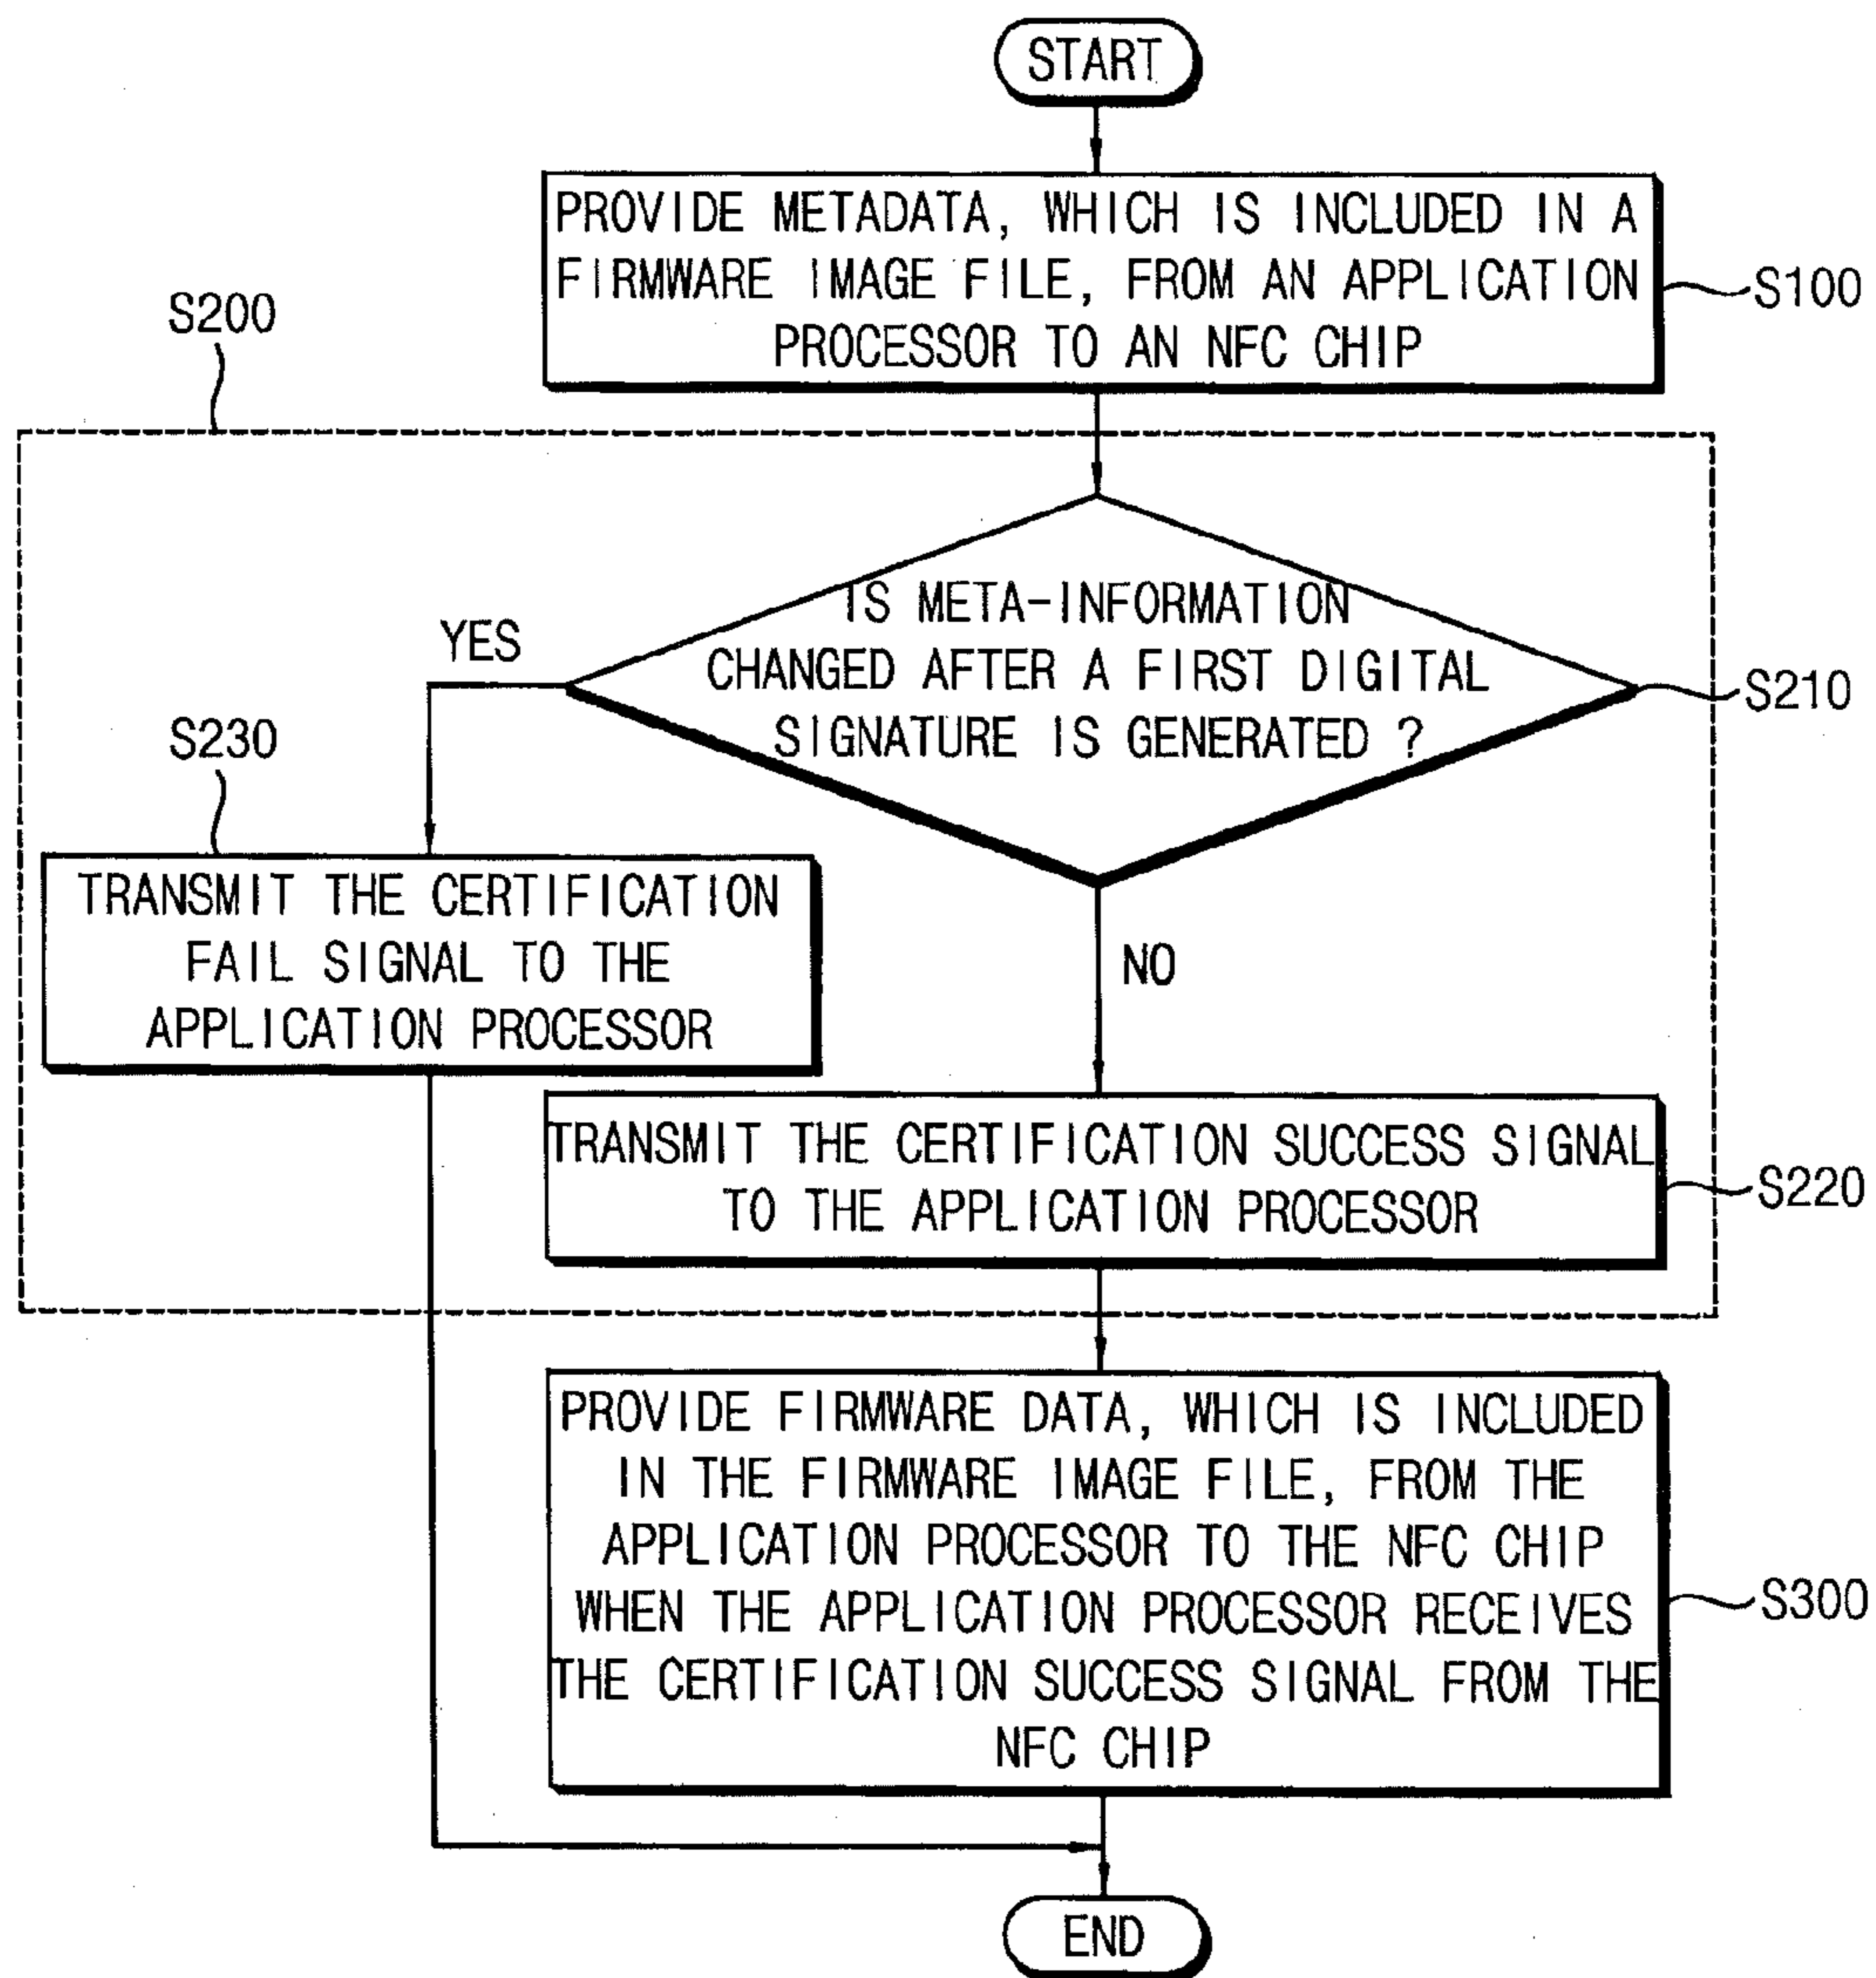 START
PROVIDE METADATA, WHICH IS INCLUDED IN A
FIRMWARE IMAGE FILE, FROM AN APPLICATION
PROCESSOR TO AN NFC CHIP
S100
S200
IS META-INFORMATION
CHANGED AFTER A FIRST DIGITAL
SIGNATURE IS GENERATED ?
S210
YES
S230
TRANSMIT THE CERTIFICATION
FAIL SIGNAL TO THE
APPLICATION PROCESSOR
NO
TRANSMIT THE CERTIFICATION SUCCESS SIGNAL
TO THE APPLICATION PROCESSOR
S220
PROVIDE FIRMWARE DATA, WHICH IS INCLUDED
IN THE FIRMWARE IMAGE FILE, FROM THE
APPLICATION PROCESSOR TO THE NFC CHIP
WHEN THE APPLICATION PROCESSOR RECEIVES
THE CERTIFICATION SUCCESS SIGNAL FROM THE
NFC CHIP
S300
END